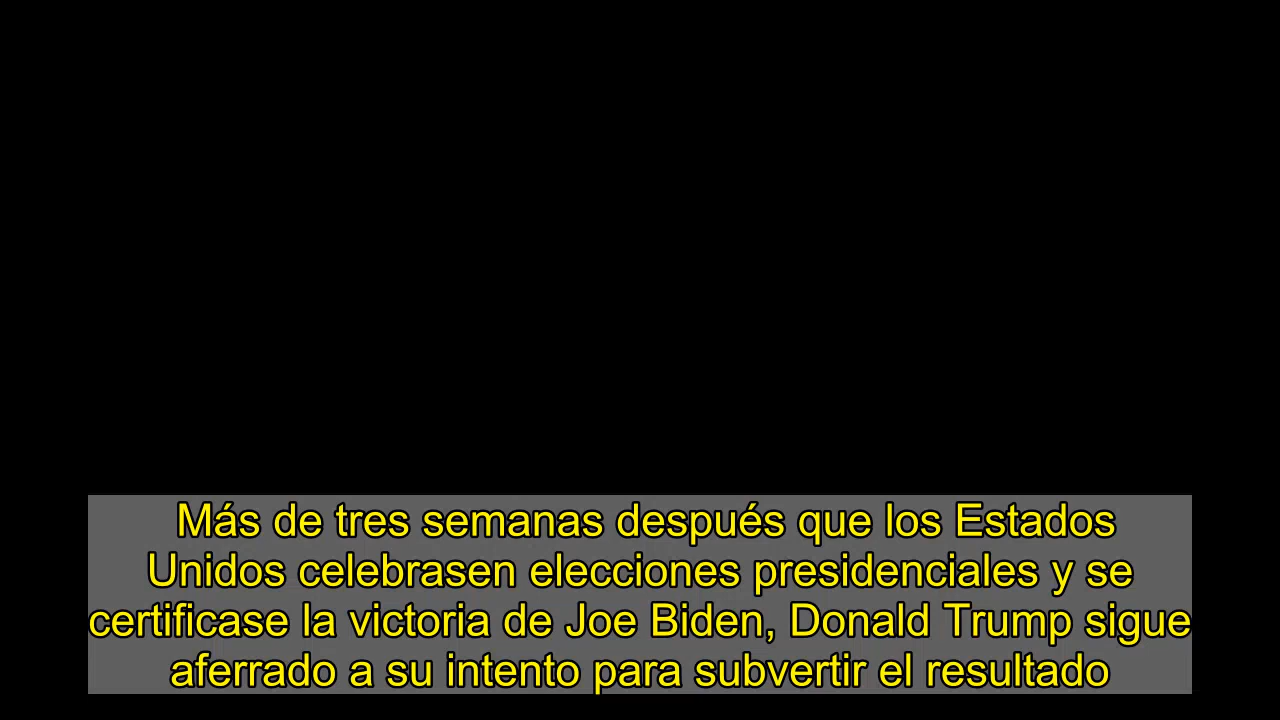 Más de tres semanas después que los Estados
Unidos celebrasen elecciones presidenciales y se
certificase la victoria de Joe Biden, Donald Trump sigue
aferrado a su intento para subvertir el resultado